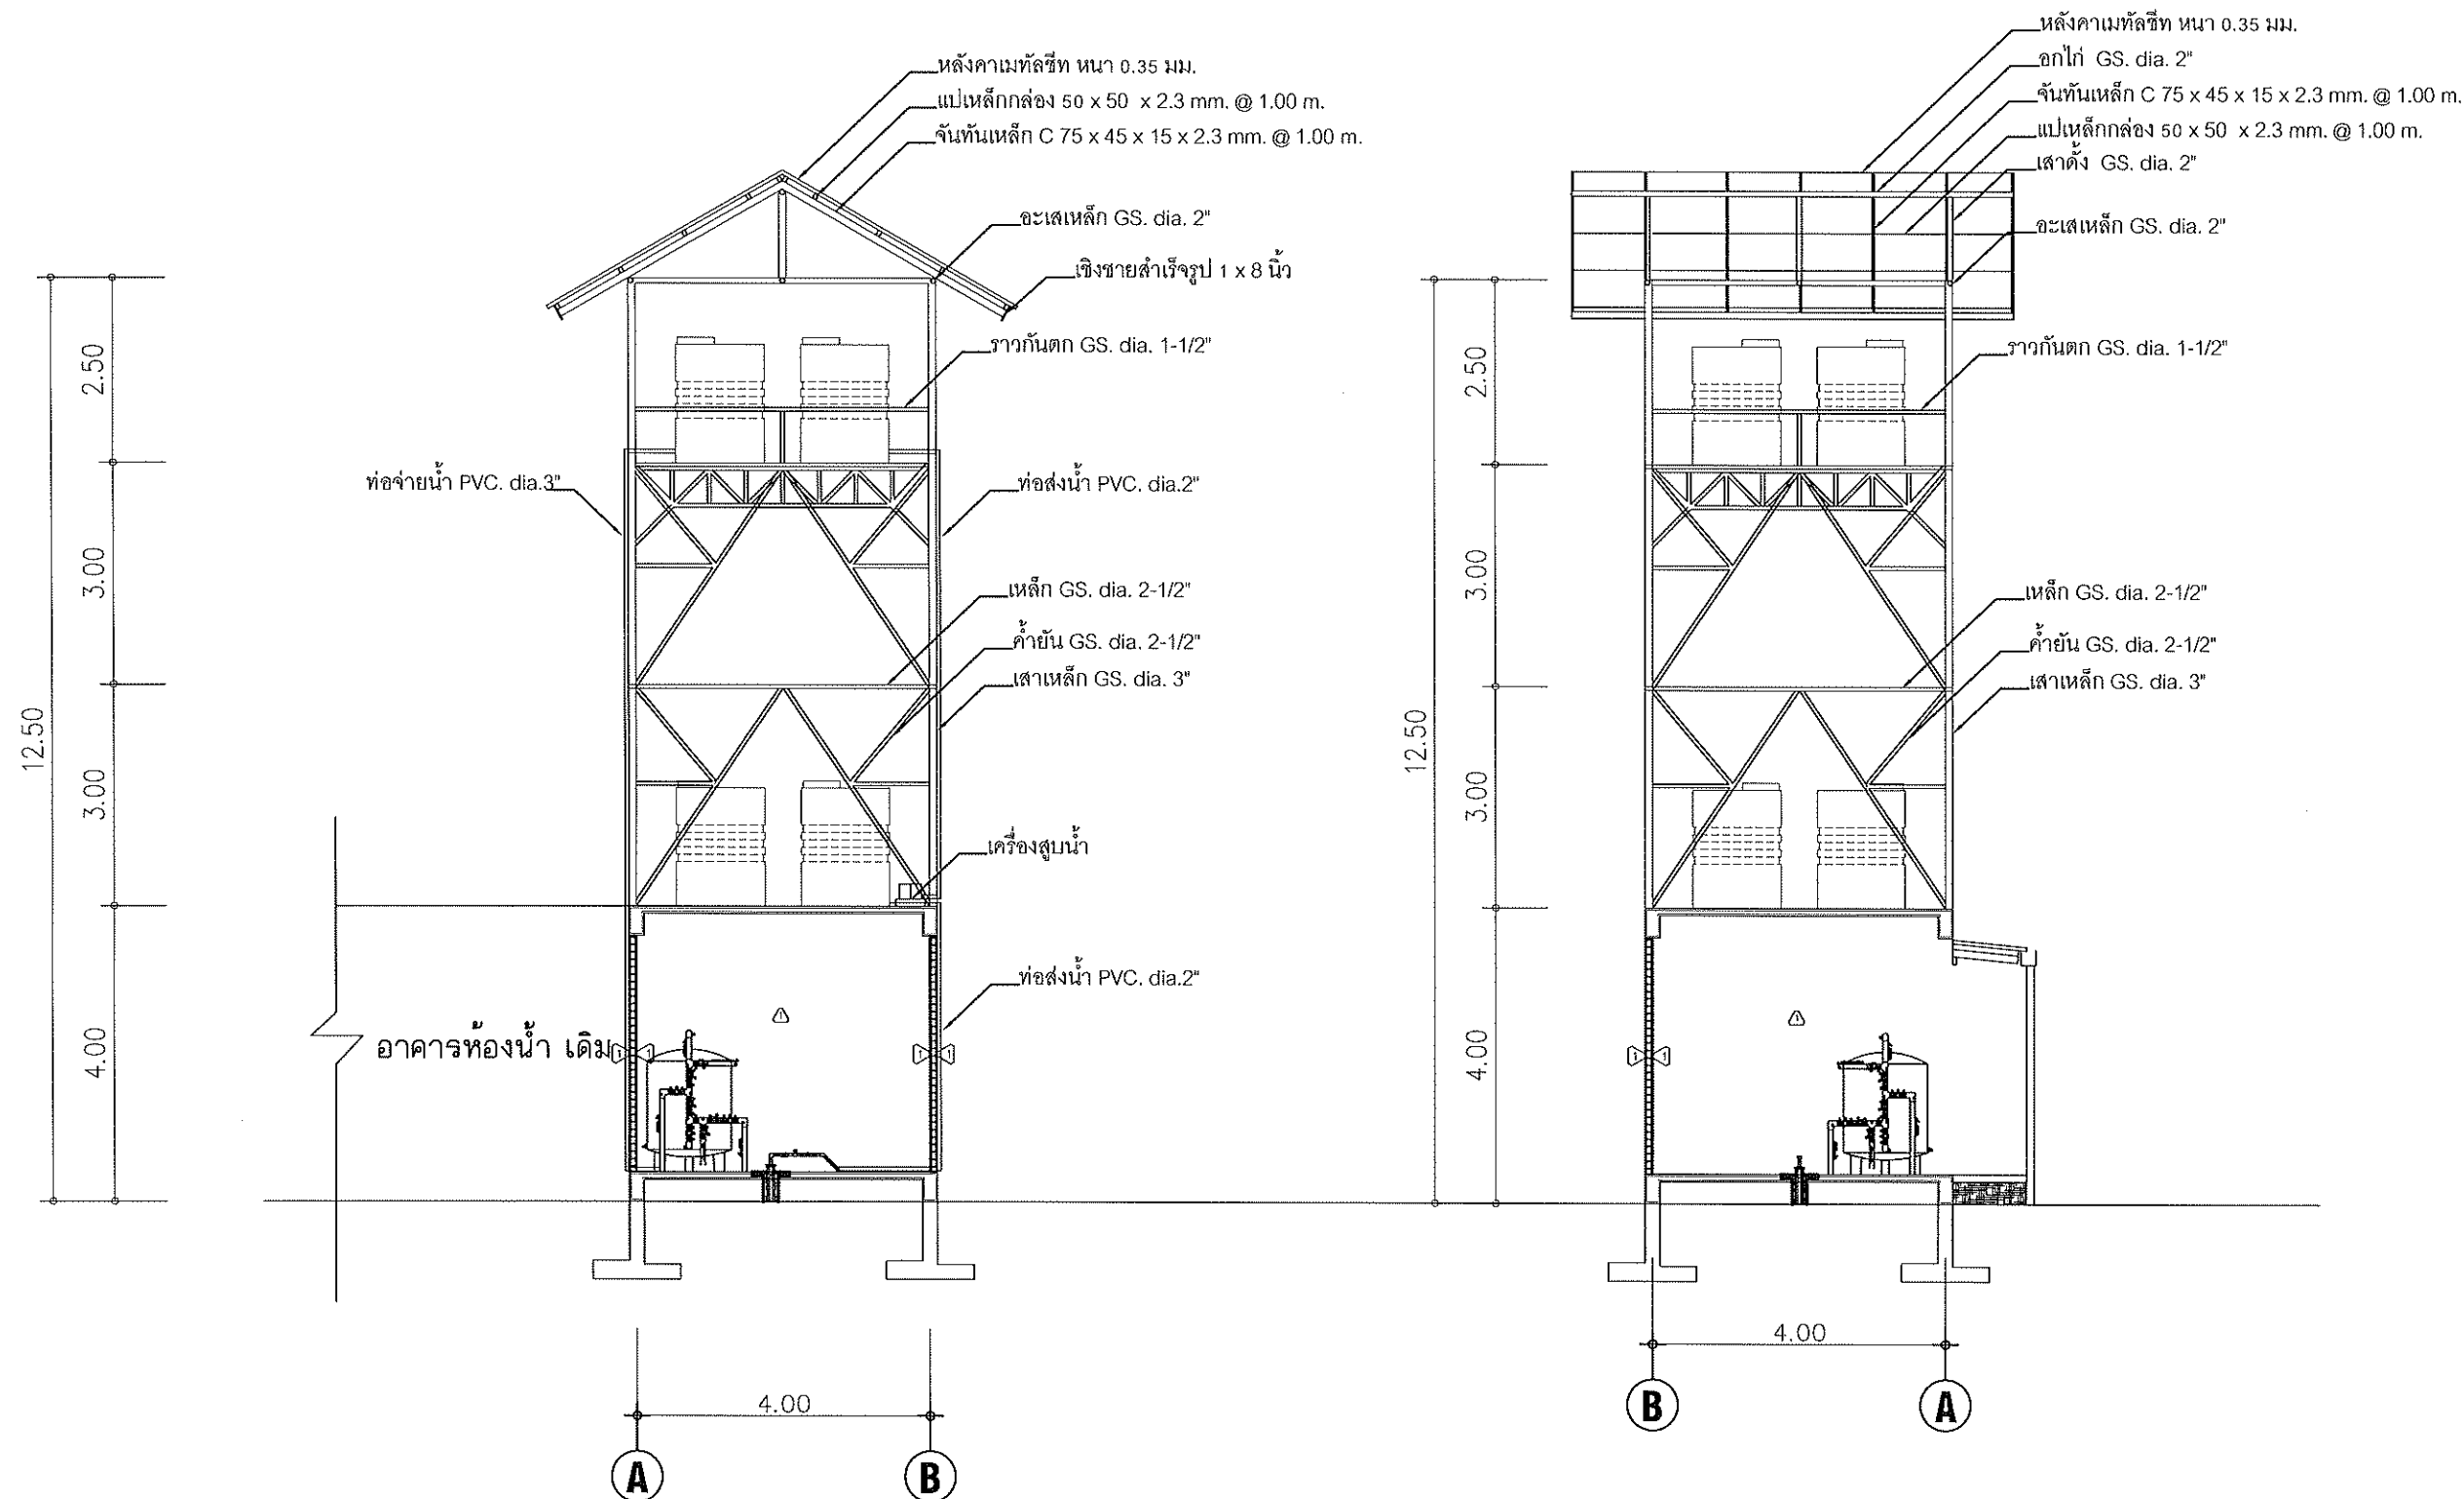 หลังคาเมทัลชีท หนา 0.35 มม.
แปเหล็กกล่อง 50 x 50 x 2.3 mm. @ 1.00 m.
จันทันเหล็ก C 75 x 45 x 15 x 2.3 mm. @ 1.00 m.
อะเสเหล็ก GS. dia. 2"
เชิงชายสำเร็จรูป 1 x 8 นิ้ว
ราวกันตก GS. dia. 1-1/2"
ท่อจ่ายน้ำ PVC. dia.3"
ท่อส่งน้ำ PVC. dia.2"
เหล็ก GS. dia. 2-1/2"
ค้ำยัน GS. dia. 2-1/2"
เสาเหล็ก GS. dia. 3"
เครื่องสูบน้ำ
ท่อส่งน้ำ PVC. dia.2"
อาคารห้องน้ำ เดิม
2.50
3.00
3.00
4.00
12.50
1
1
1
1
1
4.00
A
B
หลังคาเมทัลชีท หนา 0.35 มม.
อกไก่ GS. dia. 2"
จันทันเหล็ก C 75 x 45 x 15 x 2.3 mm. @ 1.00 m.
แปเหล็กกล่อง 50 x 50 x 2.3 mm. @ 1.00 m.
เสาดั้ง GS. dia. 2"
อะเสเหล็ก GS. dia. 2"
ราวกันตก GS. dia. 1-1/2"
เหล็ก GS. dia. 2-1/2"
ค้ำยัน GS. dia. 2-1/2"
เสาเหล็ก GS. dia. 3"
2.50
3.00
3.00
4.00
12.50
1
1
1
4.00
B
A